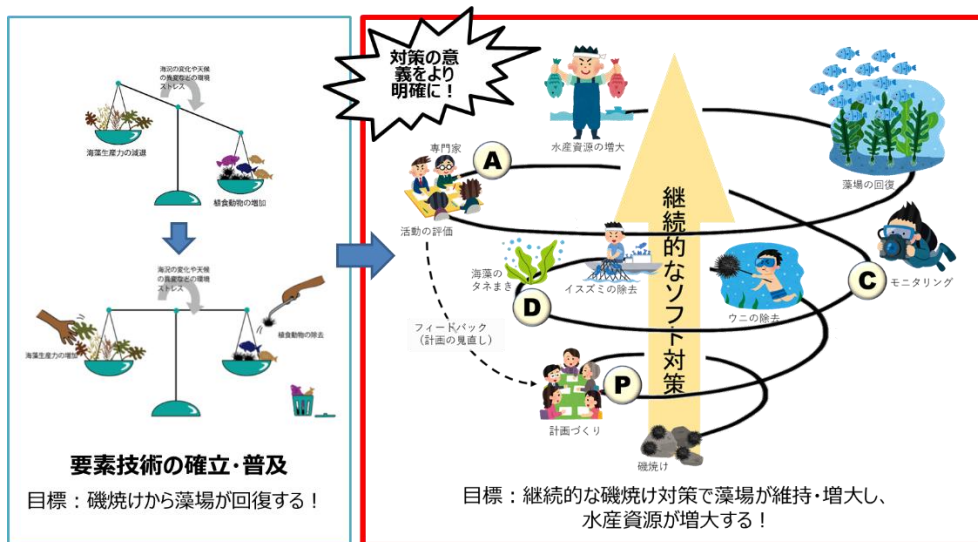 海況の変化や天候
の異変などの環境
ストレス
海藻生産力の減退
植食動物の増加
海況の変化や天候
の異変などの環境
ストレス
植食動物の除去
海藻生産力の増加
要素技術の確立・普及
目標：磯焼けから藻場が回復する！
対策の意
義をより
明確に！
水産資源の増大
藻場の回復
専門家
A
活動の評価
継続的なソフト対策
海藻の
タネまき
イスズミの除去
ウニの除去
C
モニタリング
D
フィードバック
（計画の見直し）
P
計画づくり
磯焼け
目標：継続的な磯焼け対策で藻場が維持・増大し、
水産資源が増大する！